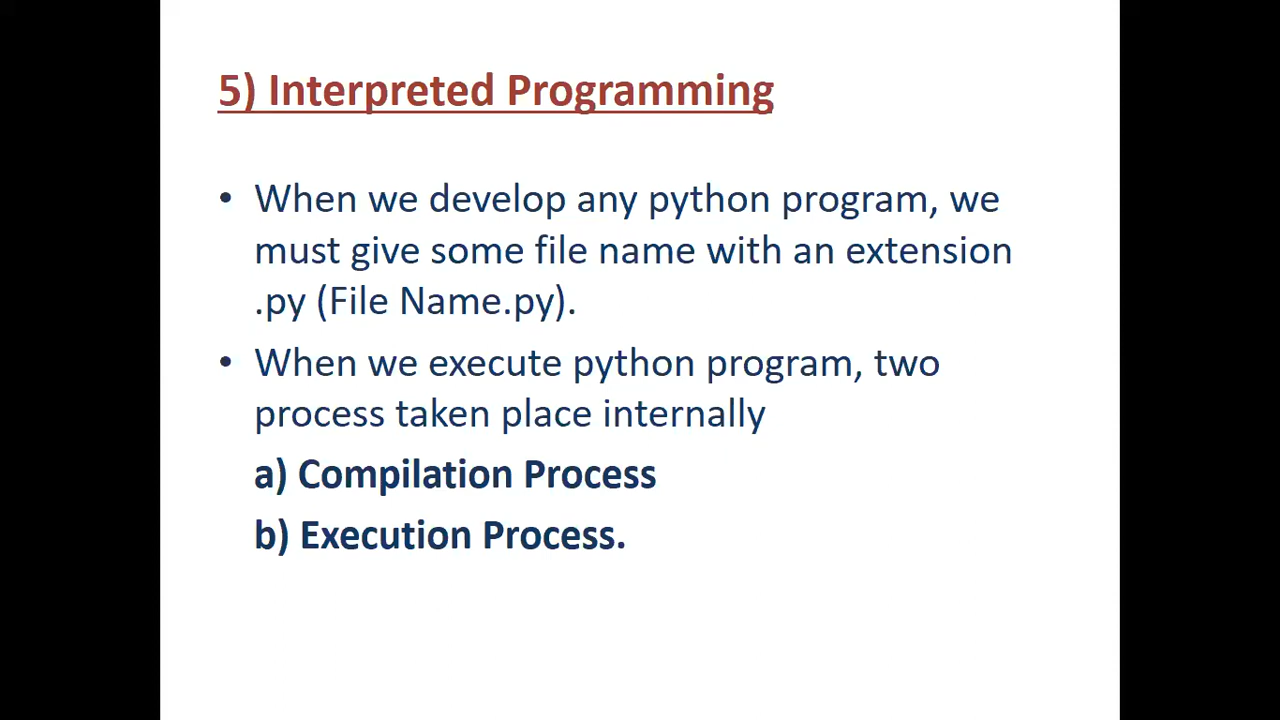 5) Interpreted Programming
• When we develop any python program, we
must give some file name with an extension
.py (File Name.py).
• When we execute python program, two
process taken place internally
a) Compilation Process
b) Execution Process.